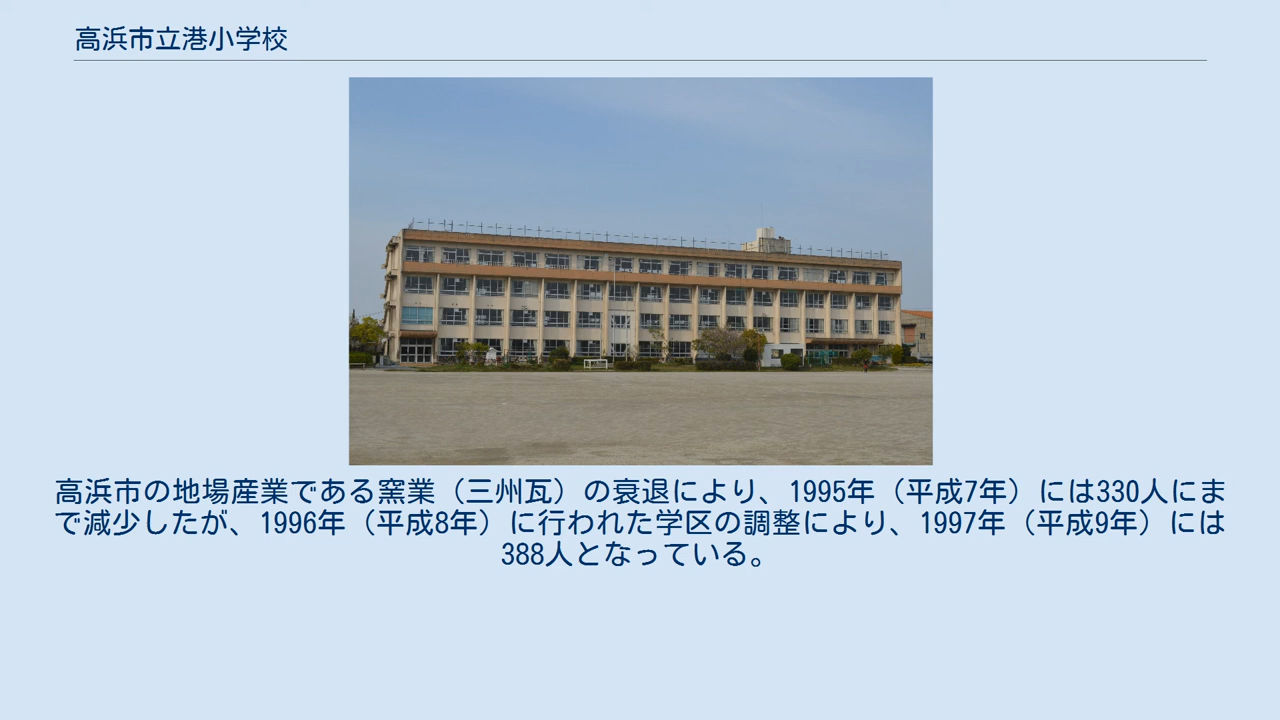 高浜市立港小学校
高浜市の地場産業である窯業（三州瓦）の衰退により、1995年（平成7年）には330人にま
で減少したが、1996年（平成8年）に行われた学区の調整により、1997年（平成9年）には
388人となっている。